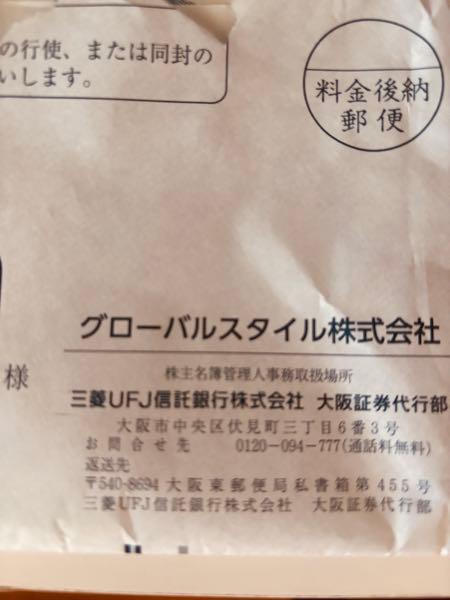 の行使、または同封の
いします。
料金後納
郵便
グローバルスタイル株式会社
様
株主名簿管理人事務取扱場所
三菱UFJ信託銀行株式会社 大阪証券代行部
大阪市中央区伏見町三丁目6番3号
お問合せ先 0120-094-777(通話料無料)
返送先
〒540-8694 大阪東郵便局私書箱第455号
三菱UFJ信託銀行株式会社 大阪証券代行部